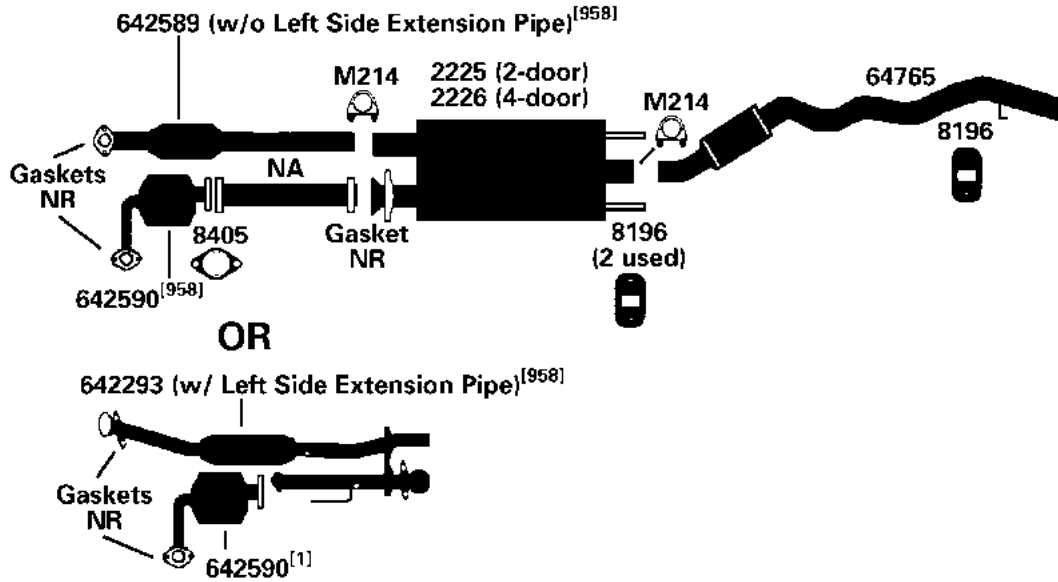 642589 (w/o Left Side Extension Pipe)[958]
M214
2225 (2-door)
2226 (4-door)
M214
64765
8196
Gaskets
NR
NA
8405
Gasket
NR
8196
(2 used)
642590[958]
OR
642293 (w/ Left Side Extension Pipe)[958]
Gaskets
NR
642590[1]
L